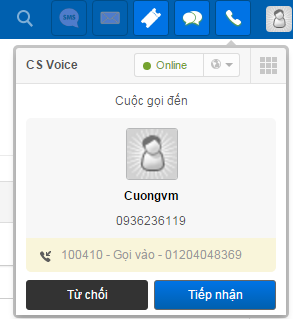 SMS
CS Voice
Online
Cuộc gọi đến
Cuongvm
0936236119
100410 - Gọi vào - 01204048369
Từ chối
Tiếp nhận